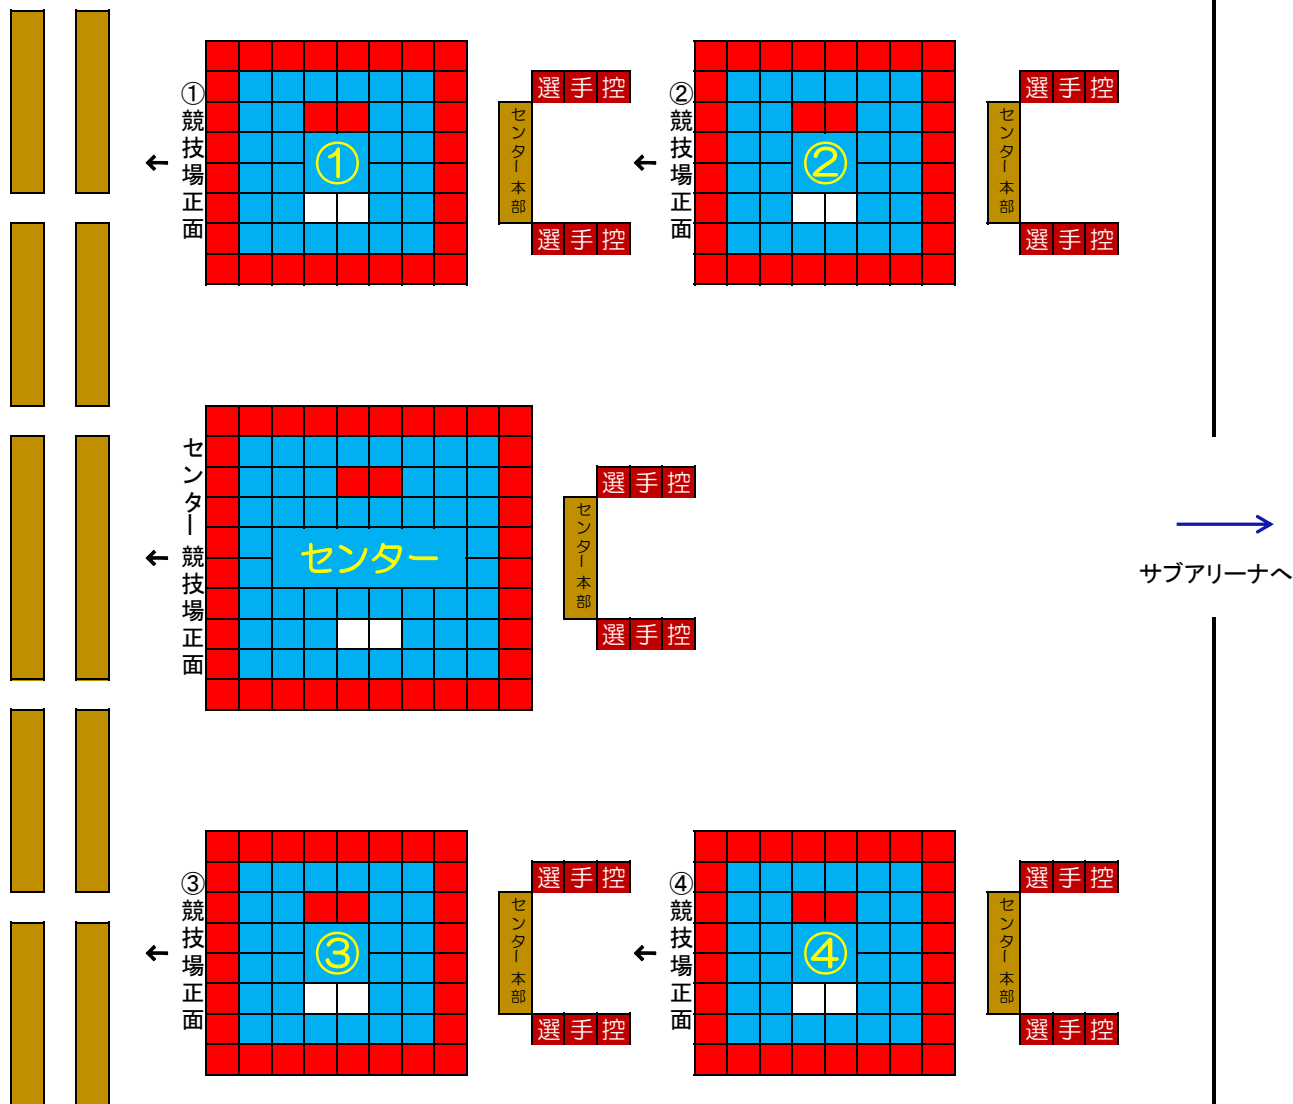 ①競技場正面
①
選手控
センター本部
選手控
②競技場正面
②
選手控
センター本部
選手控
センター競技場正面
センター
選手控
センター本部
選手控
サブアリーナへ
③競技場正面
③
選手控
センター本部
選手控
④競技場正面
④
選手控
センター本部
選手控